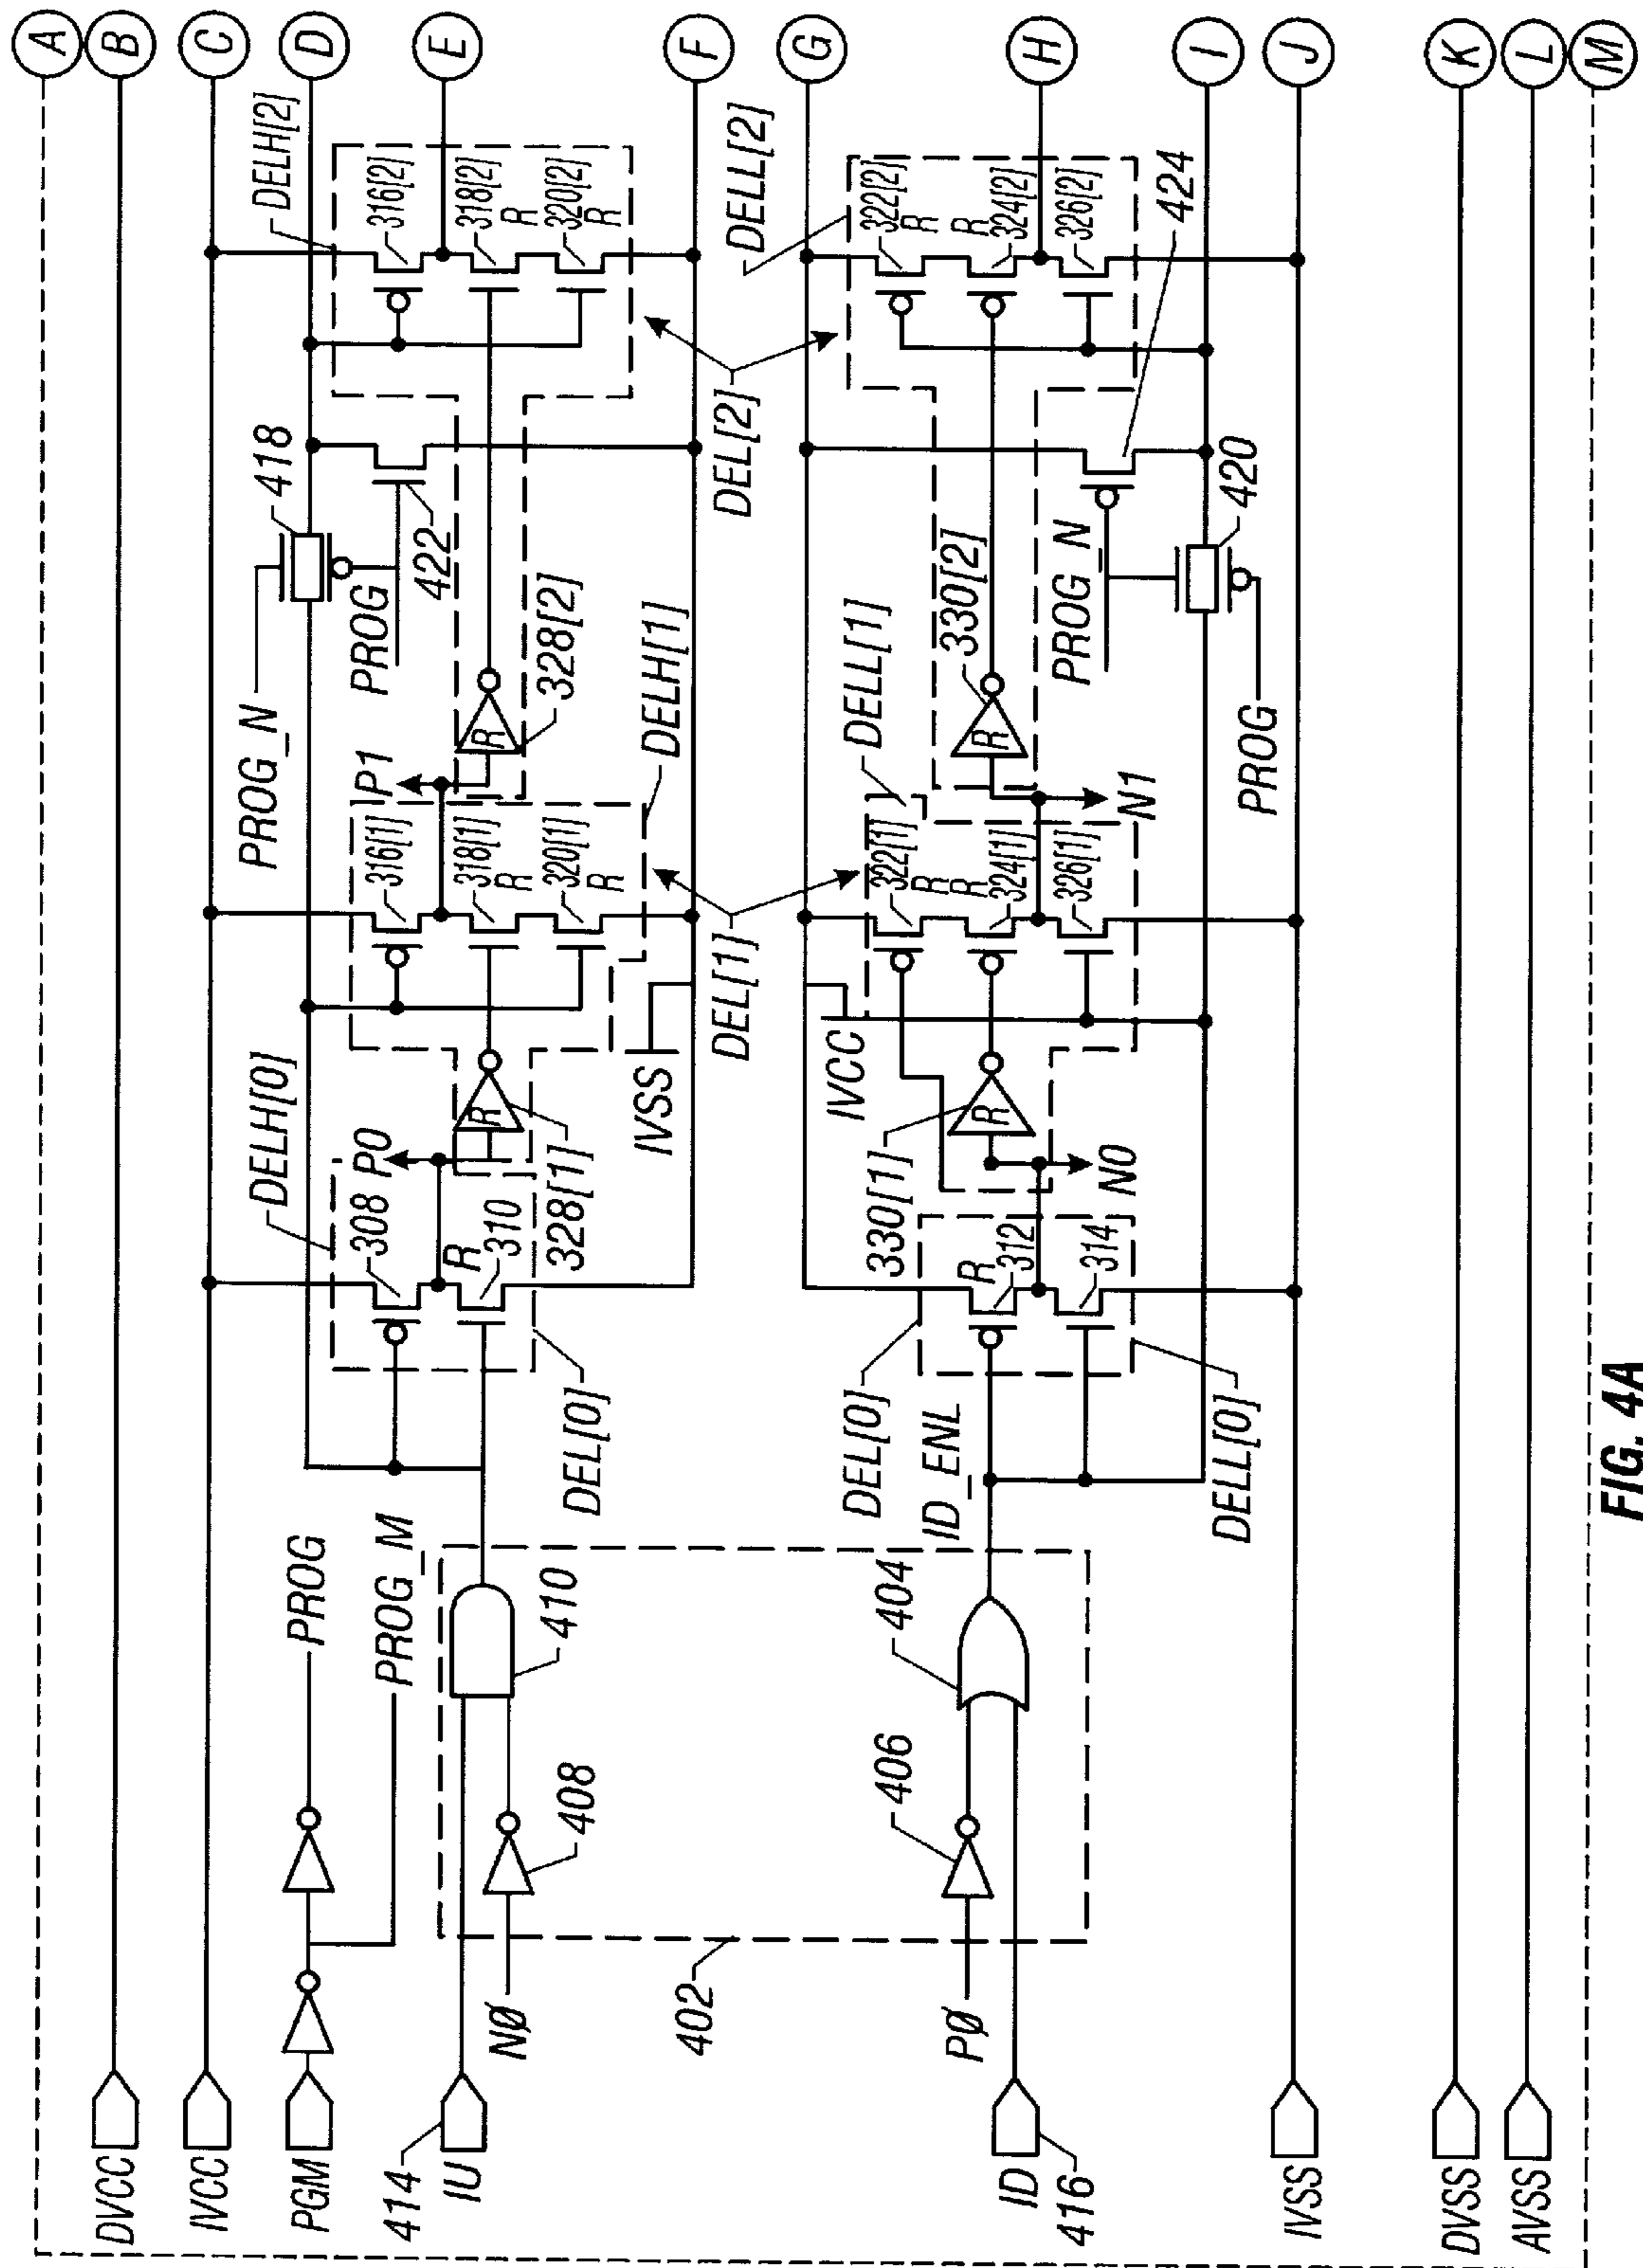 A
B
C
D
E
F
G
H
I
J
K
L
M
DELH[2]
316[2]
318[2]
R
320[2]
R
DELL[2]
322[2]
R
R
324[2]
326[2]
424
418
422
PROG
PROG_N
DEL[2]
328[2]
330[2]
PROG_N
420
PROG
P1
316[1]
318[1]
R
320[1]
R
DELH[1]
R
DELL[1]
R
322[1]
R
R
324[1]
326[1]
N1
DEL[1]
DELH[0]
P0
308
R
310
R
328[1]
IVSS
IVCC
330[1]
R
R
312
314
N0
DEL[0]
DEL[0]
ID_ENL
DELL[0]
PROG
PROG_M
410
404
408
406
402
NØ
PØ
DVCC
IVCC
PGM
414
IU
ID
416
IVSS
DVSS
AVSS
FIG. 4A